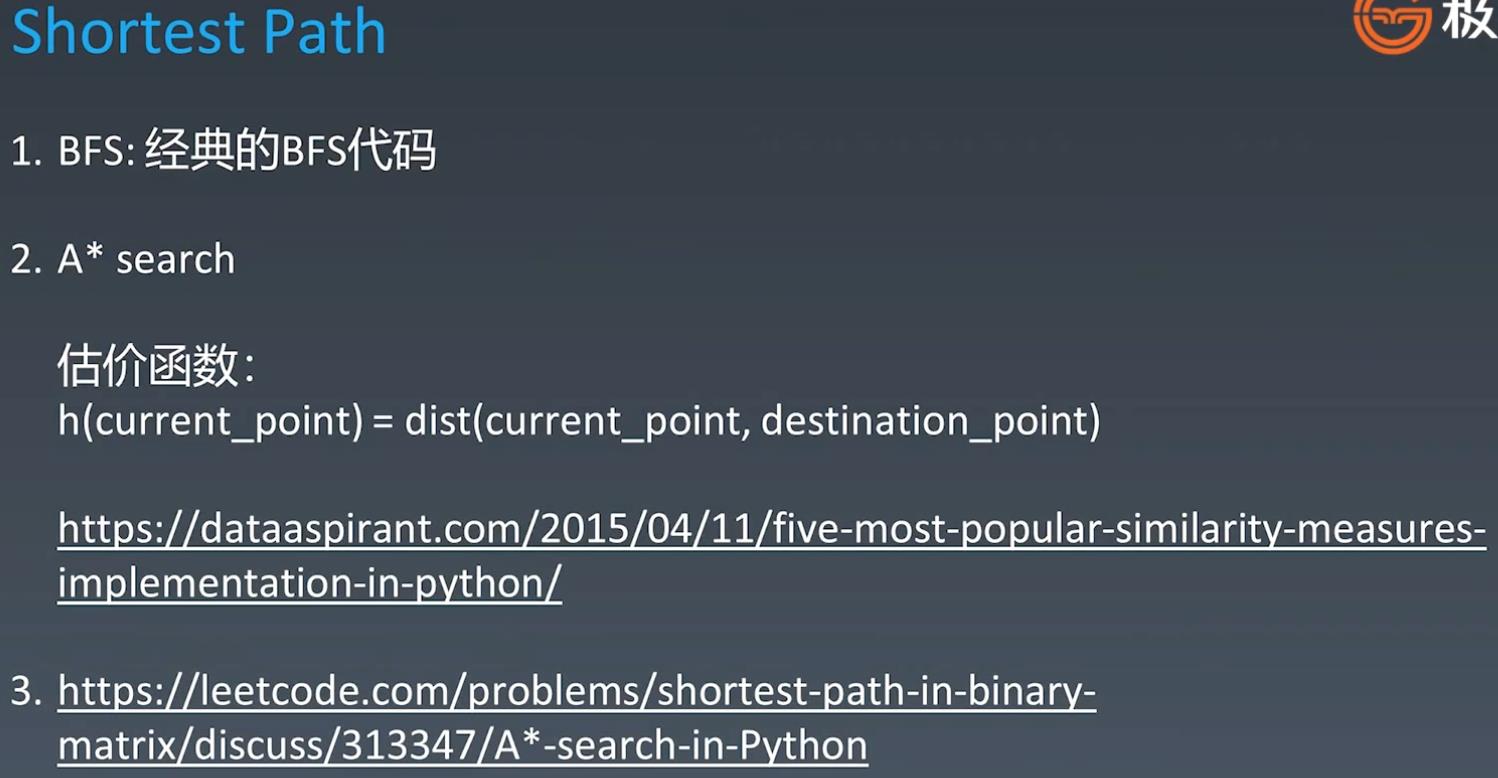 Shortest Path
极
1. BFS: 经典的BFS代码
2. A* search
估价函数：
h(current_point) = dist(current_point, destination_point)
https://dataaspirant.com/2015/04/11/five-most-popular-similarity-measures-
implementation-in-python/
3. https://leetcode.com/problems/shortest-path-in-binary-
matrix/discuss/313347/A*-search-in-Python